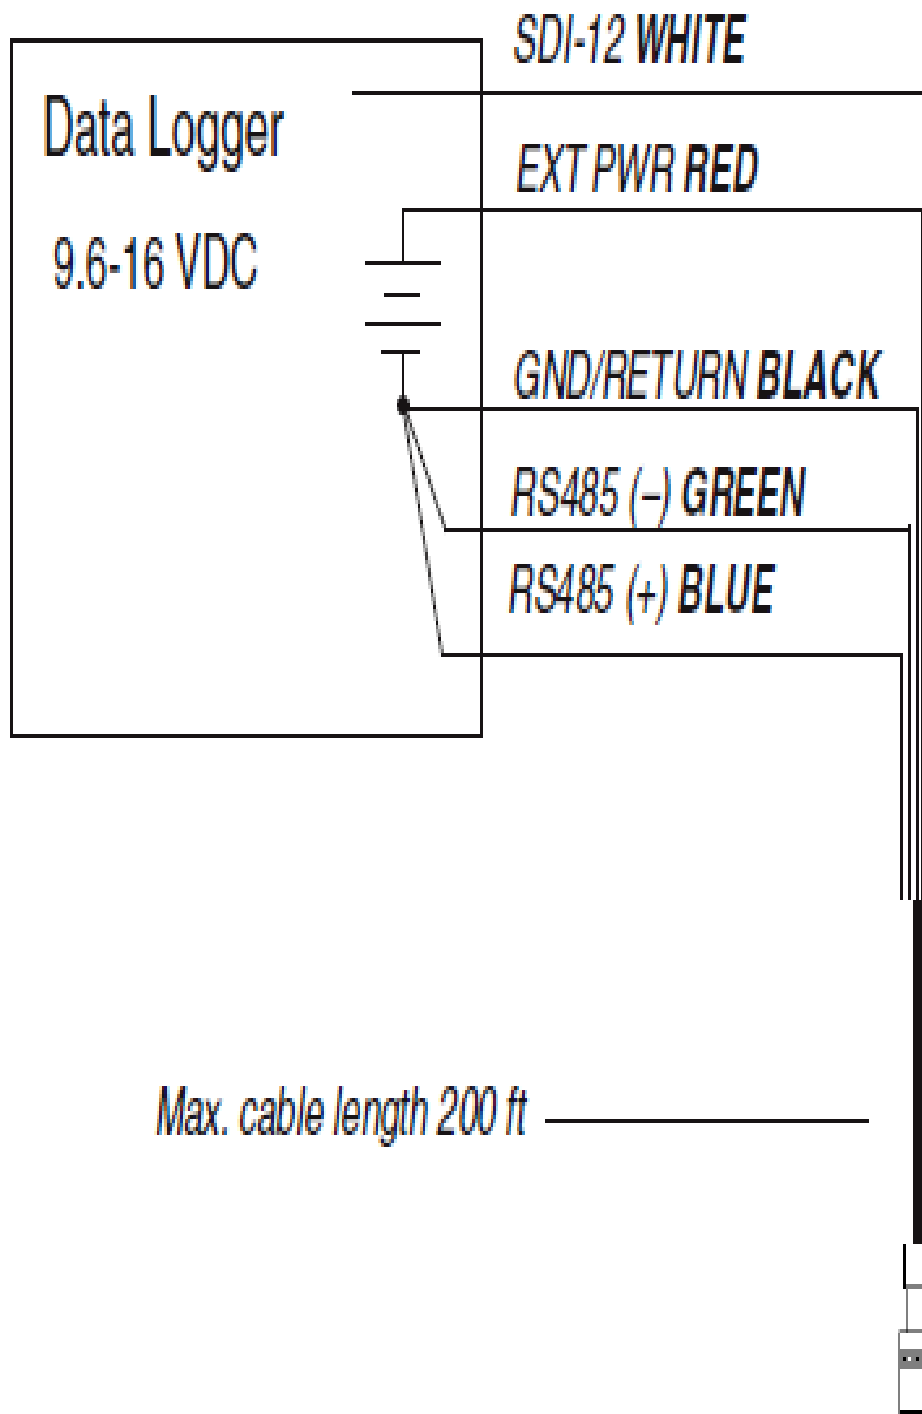 SDI-12 WHITE
Data Logger
EXT PWR RED
9.6-16 VDC
GND/RETURN BLACK
RS485 (–) GREEN
RS485 (+) BLUE
Max. cable length 200 ft